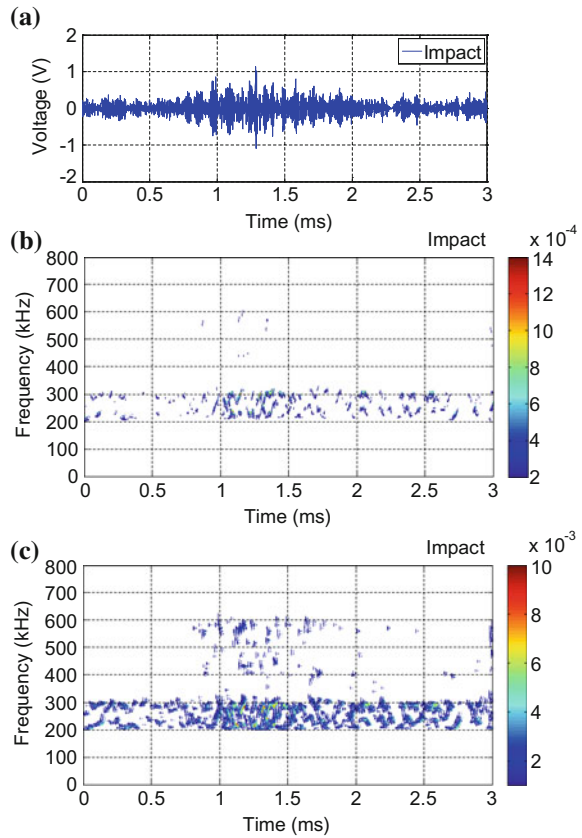 (a)
2
1
0
-1
-2
Voltage (V)
Impact
0 0.5 1 1.5 2 2.5 3
Time (ms)
(b)
Impact
x 10-4
800
700
600
500
400
300
200
100
0
Frequency (kHz)
0 0.5 1 1.5 2 2.5 3
Time (ms)
14
12
10
8
6
4
2
(c)
Impact
x 10-3
800
700
600
500
400
300
200
100
0
Frequency (kHz)
0 0.5 1 1.5 2 2.5 3
Time (ms)
10
8
6
4
2